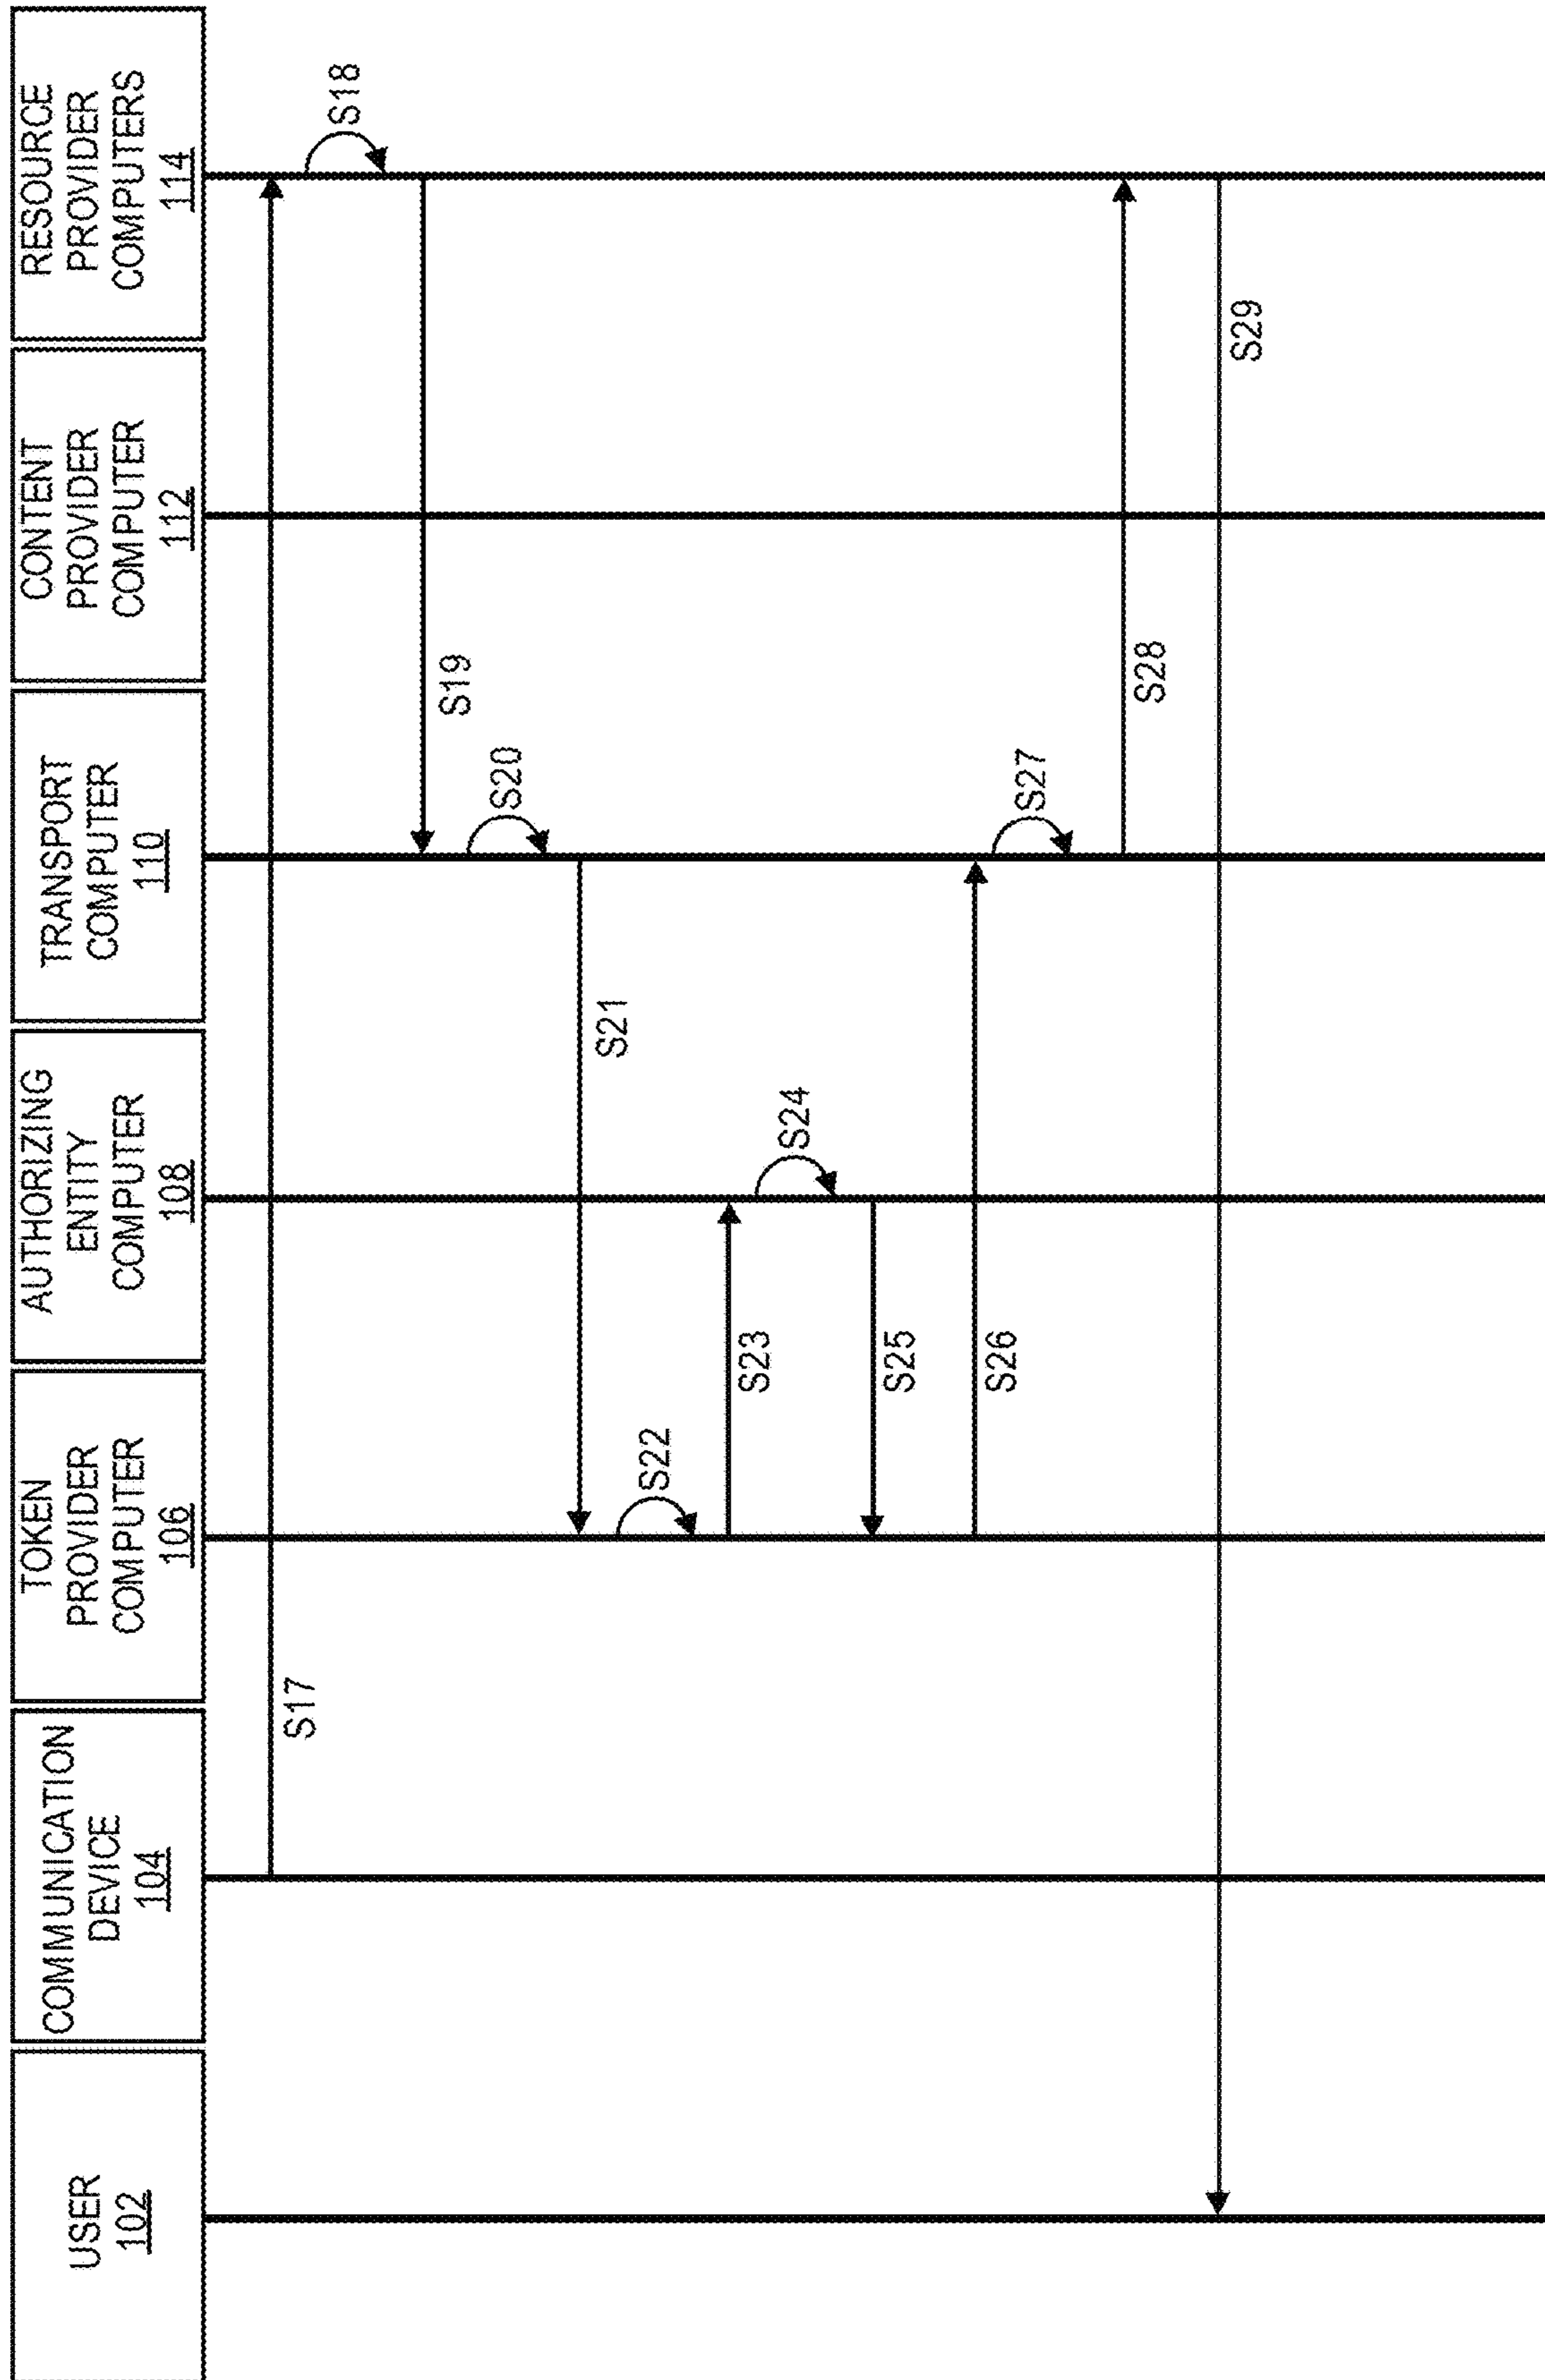 USER
102
COMMUNICATION
DEVICE
104
TOKEN
PROVIDER
COMPUTER
106
AUTHORIZING
ENTITY
COMPUTER
108
TRANSPORT
COMPUTER
110
CONTENT
PROVIDER
COMPUTER
112
RESOURCE
PROVIDER
COMPUTERS
114
S17
S18
S19
S20
S21
S22
S23
S24
S25
S26
S27
S28
S29